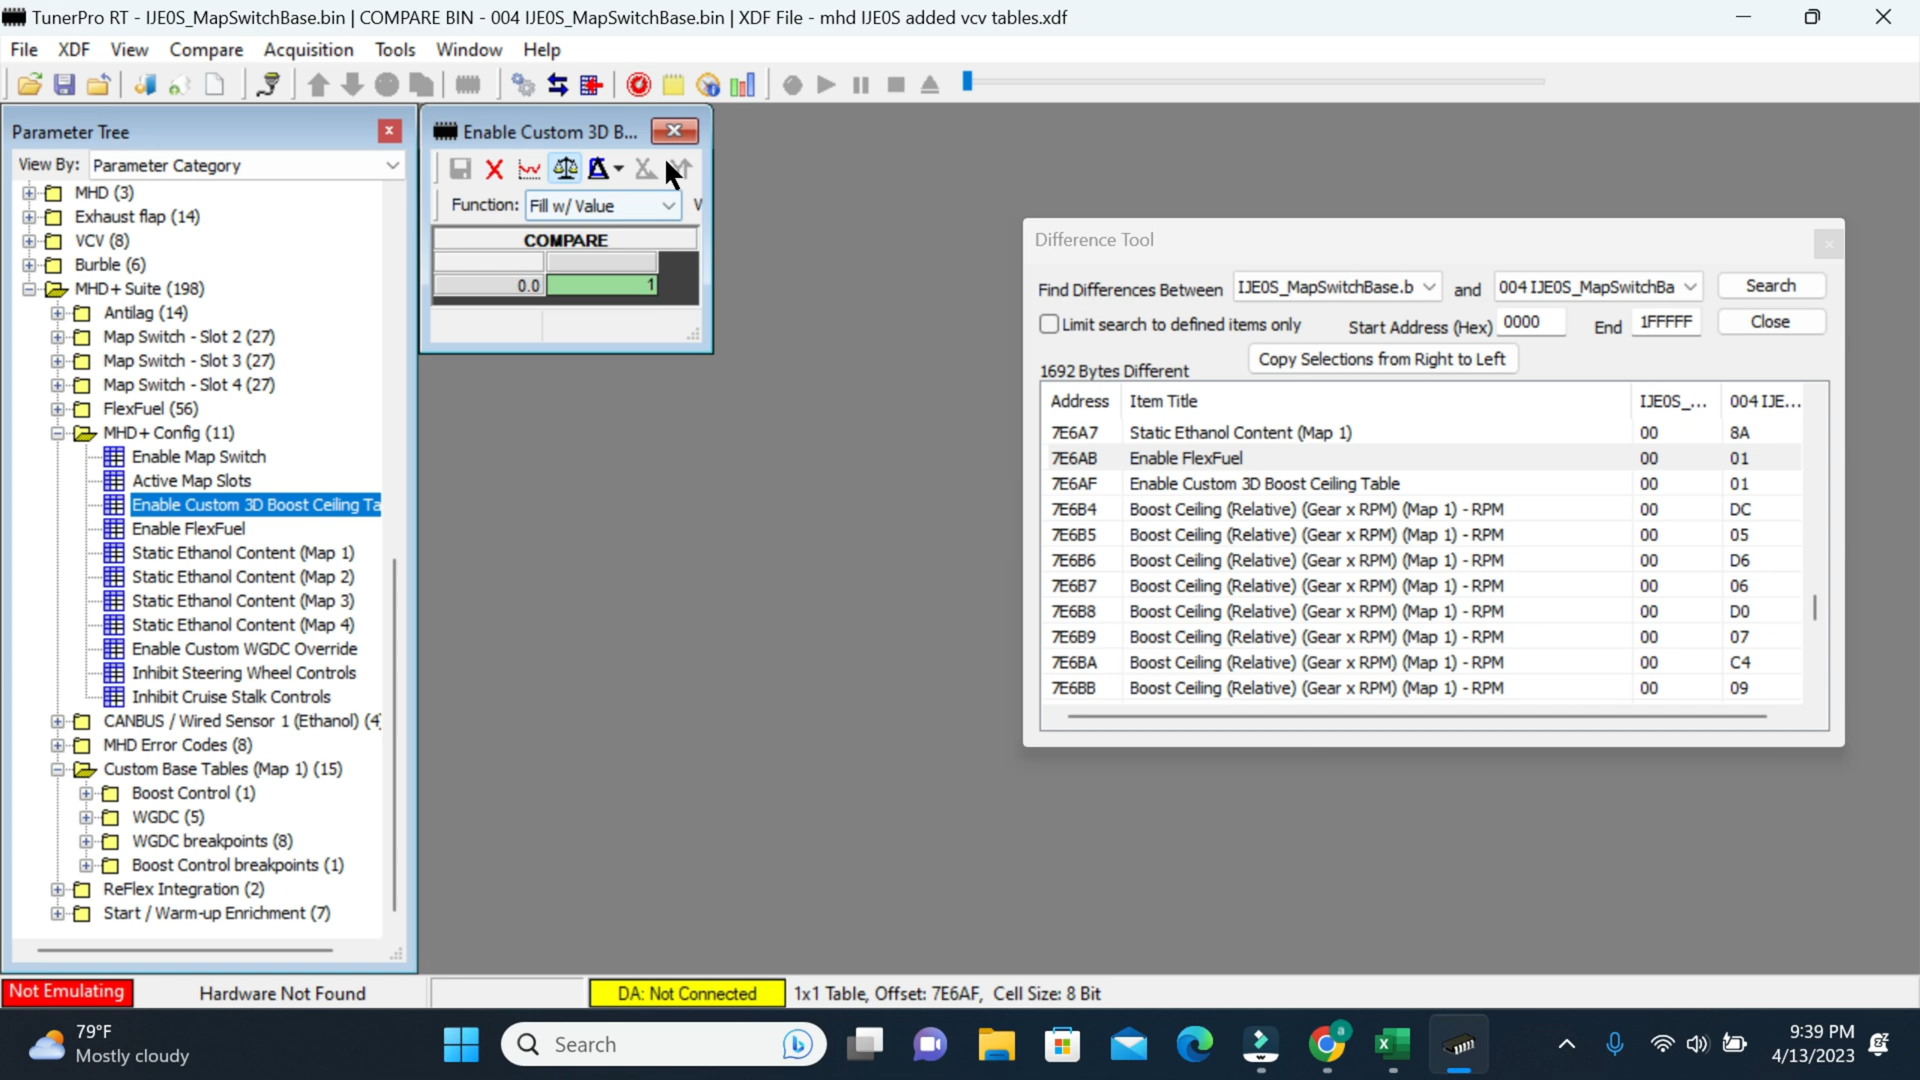 TunerPro RT - IJE0S_MapSwitchBase.bin | COMPARE BIN - 004 IJE0S_MapSwitchBase.bin | XDF File - mhd IJE0S added vcv tables.xdf
File XDF View Compare Acquisition Tools Window Help
Parameter Tree
View By: Parameter Category
MHD (3)
Exhaust flap (14)
VCV (8)
Burble (6)
MHD+ Suite (198)
Antilag (14)
Map Switch - Slot 2 (27)
Map Switch - Slot 3 (27)
Map Switch - Slot 4 (27)
FlexFuel (56)
MHD+ Config (11)
Enable Map Switch
Active Map Slots
Enable Custom 3D Boost Ceiling Ta
Enable FlexFuel
Static Ethanol Content (Map 1)
Static Ethanol Content (Map 2)
Static Ethanol Content (Map 3)
Static Ethanol Content (Map 4)
Enable Custom WGDC Override
Inhibit Steering Wheel Controls
Inhibit Cruise Stalk Controls
CANBUS / Wired Sensor 1 (Ethanol) (4
MHD Error Codes (8)
Custom Base Tables (Map 1) (15)
Boost Control (1)
WGDC (5)
WGDC breakpoints (8)
Boost Control breakpoints (1)
ReFlex Integration (2)
Start / Warm-up Enrichment (7)
Enable Custom 3D B...
Function: Fill w/ Value V
COMPARE
0.0 1
Difference Tool
Find Differences Between IJE0S_MapSwitchBase.b and 004 IJE0S_MapSwitchBa Search
Limit search to defined items only Start Address (Hex) 0000 End 1FFFFF Close
1692 Bytes Different Copy Selections from Right to Left
Address Item Title IJE0S_... 004 IJE...
7E6A7 Static Ethanol Content (Map 1) 00 8A
7E6AB Enable FlexFuel 00 01
7E6AF Enable Custom 3D Boost Ceiling Table 00 01
7E6B4 Boost Ceiling (Relative) (Gear x RPM) (Map 1) - RPM 00 DC
7E6B5 Boost Ceiling (Relative) (Gear x RPM) (Map 1) - RPM 00 05
7E6B6 Boost Ceiling (Relative) (Gear x RPM) (Map 1) - RPM 00 D6
7E6B7 Boost Ceiling (Relative) (Gear x RPM) (Map 1) - RPM 00 06
7E6B8 Boost Ceiling (Relative) (Gear x RPM) (Map 1) - RPM 00 D0
7E6B9 Boost Ceiling (Relative) (Gear x RPM) (Map 1) - RPM 00 07
7E6BA Boost Ceiling (Relative) (Gear x RPM) (Map 1) - RPM 00 C4
7E6BB Boost Ceiling (Relative) (Gear x RPM) (Map 1) - RPM 00 09
Not Emulating Hardware Not Found DA: Not Connected 1x1 Table, Offset: 7E6AF, Cell Size: 8 Bit
79°F
Mostly cloudy
Search
9:39 PM
4/13/2023